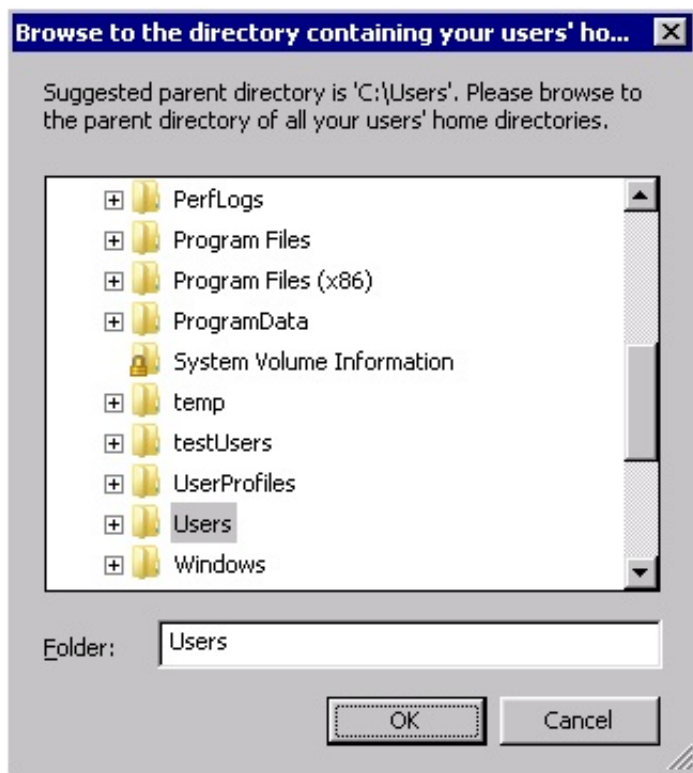 Browse to the directory containing your users' ho...
Suggested parent directory is 'C:\Users'. Please browse to
the parent directory of all your users' home directories.
PerfLogs
Program Files
Program Files (x86)
ProgramData
System Volume Information
temp
testUsers
UserProfiles
Users
Windows
Folder: Users
OK Cancel